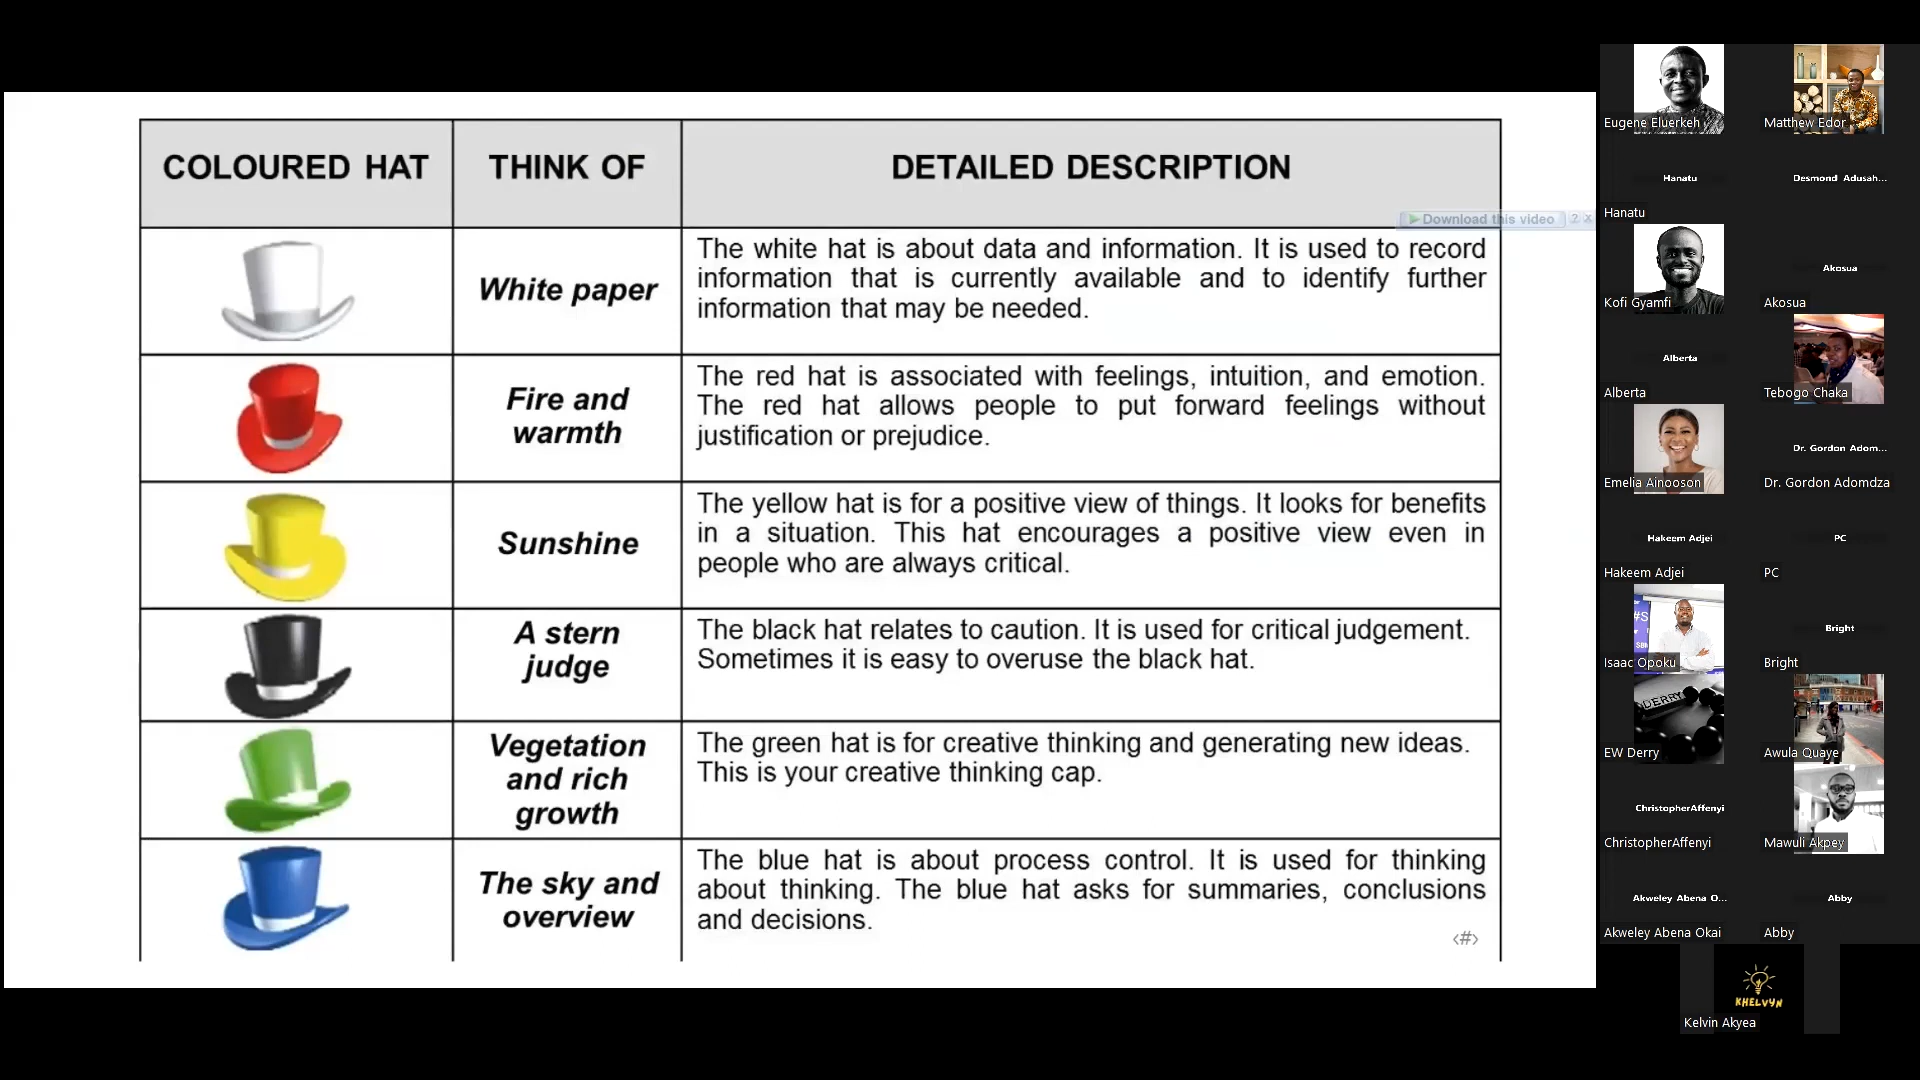 COLOURED HAT
THINK OF
DETAILED DESCRIPTION
Download this video
?
x
White paper
The white hat is about data and information. It is used to record
information that is currently available and to identify further
information that may be needed.
Fire and
warmth
The red hat is associated with feelings, intuition, and emotion.
The red hat allows people to put forward feelings without
justification or prejudice.
Sunshine
The yellow hat is for a positive view of things. It looks for benefits
in a situation. This hat encourages a positive view even in
people who are always critical.
A stern
judge
The black hat relates to caution. It is used for critical judgement.
Sometimes it is easy to overuse the black hat.
Vegetation
and rich
growth
The green hat is for creative thinking and generating new ideas.
This is your creative thinking cap.
The sky and
overview
The blue hat is about process control. It is used for thinking
about thinking. The blue hat asks for summaries, conclusions
and decisions.
‹#›
Eugene Eluerkeh
Matthew Edor
Hanatu
Desmond Adusah...
Hanatu
Kofi Gyamfi
Akosua
Akosua
Alberta
Alberta
Tebogo Chaka
Emelia Ainooson
Dr. Gordon Adom...
Dr. Gordon Adomdza
Hakeem Adjei
PC
Hakeem Adjei
PC
#S
Isaac Opoku
Bright
Bright
DERRY
EW Derry
Awula Quaye
ChristopherAffenyi
ChristopherAffenyi
Mawuli Akpey
Akweley Abena O...
Abby
Akweley Abena Okai
Abby
KHELVYN
Kelvin Akyea